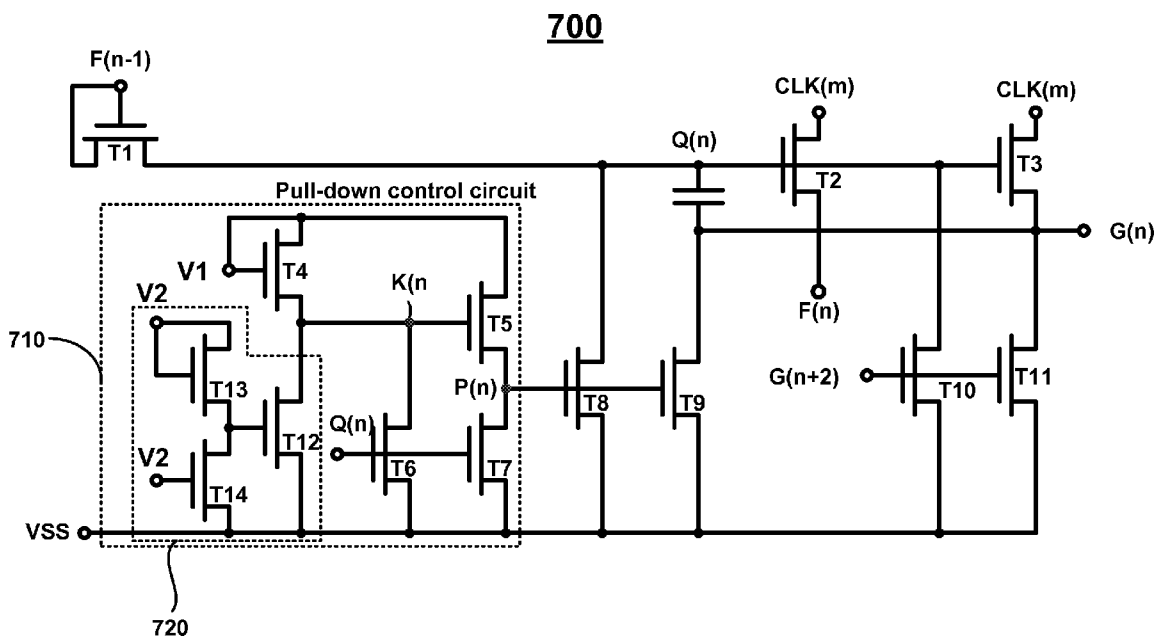 700
F(n-1)
T1
CLK(m)
CLK(m)
Q(n)
T2
T3
Pull-down control circuit
G(n)
V1
T4
K(n
V2
T5
F(n)
710
T13
P(n)
G(n+2)
T8
T9
T10
T11
Q(n)
T12
T6
T7
V2
T14
VSS
720